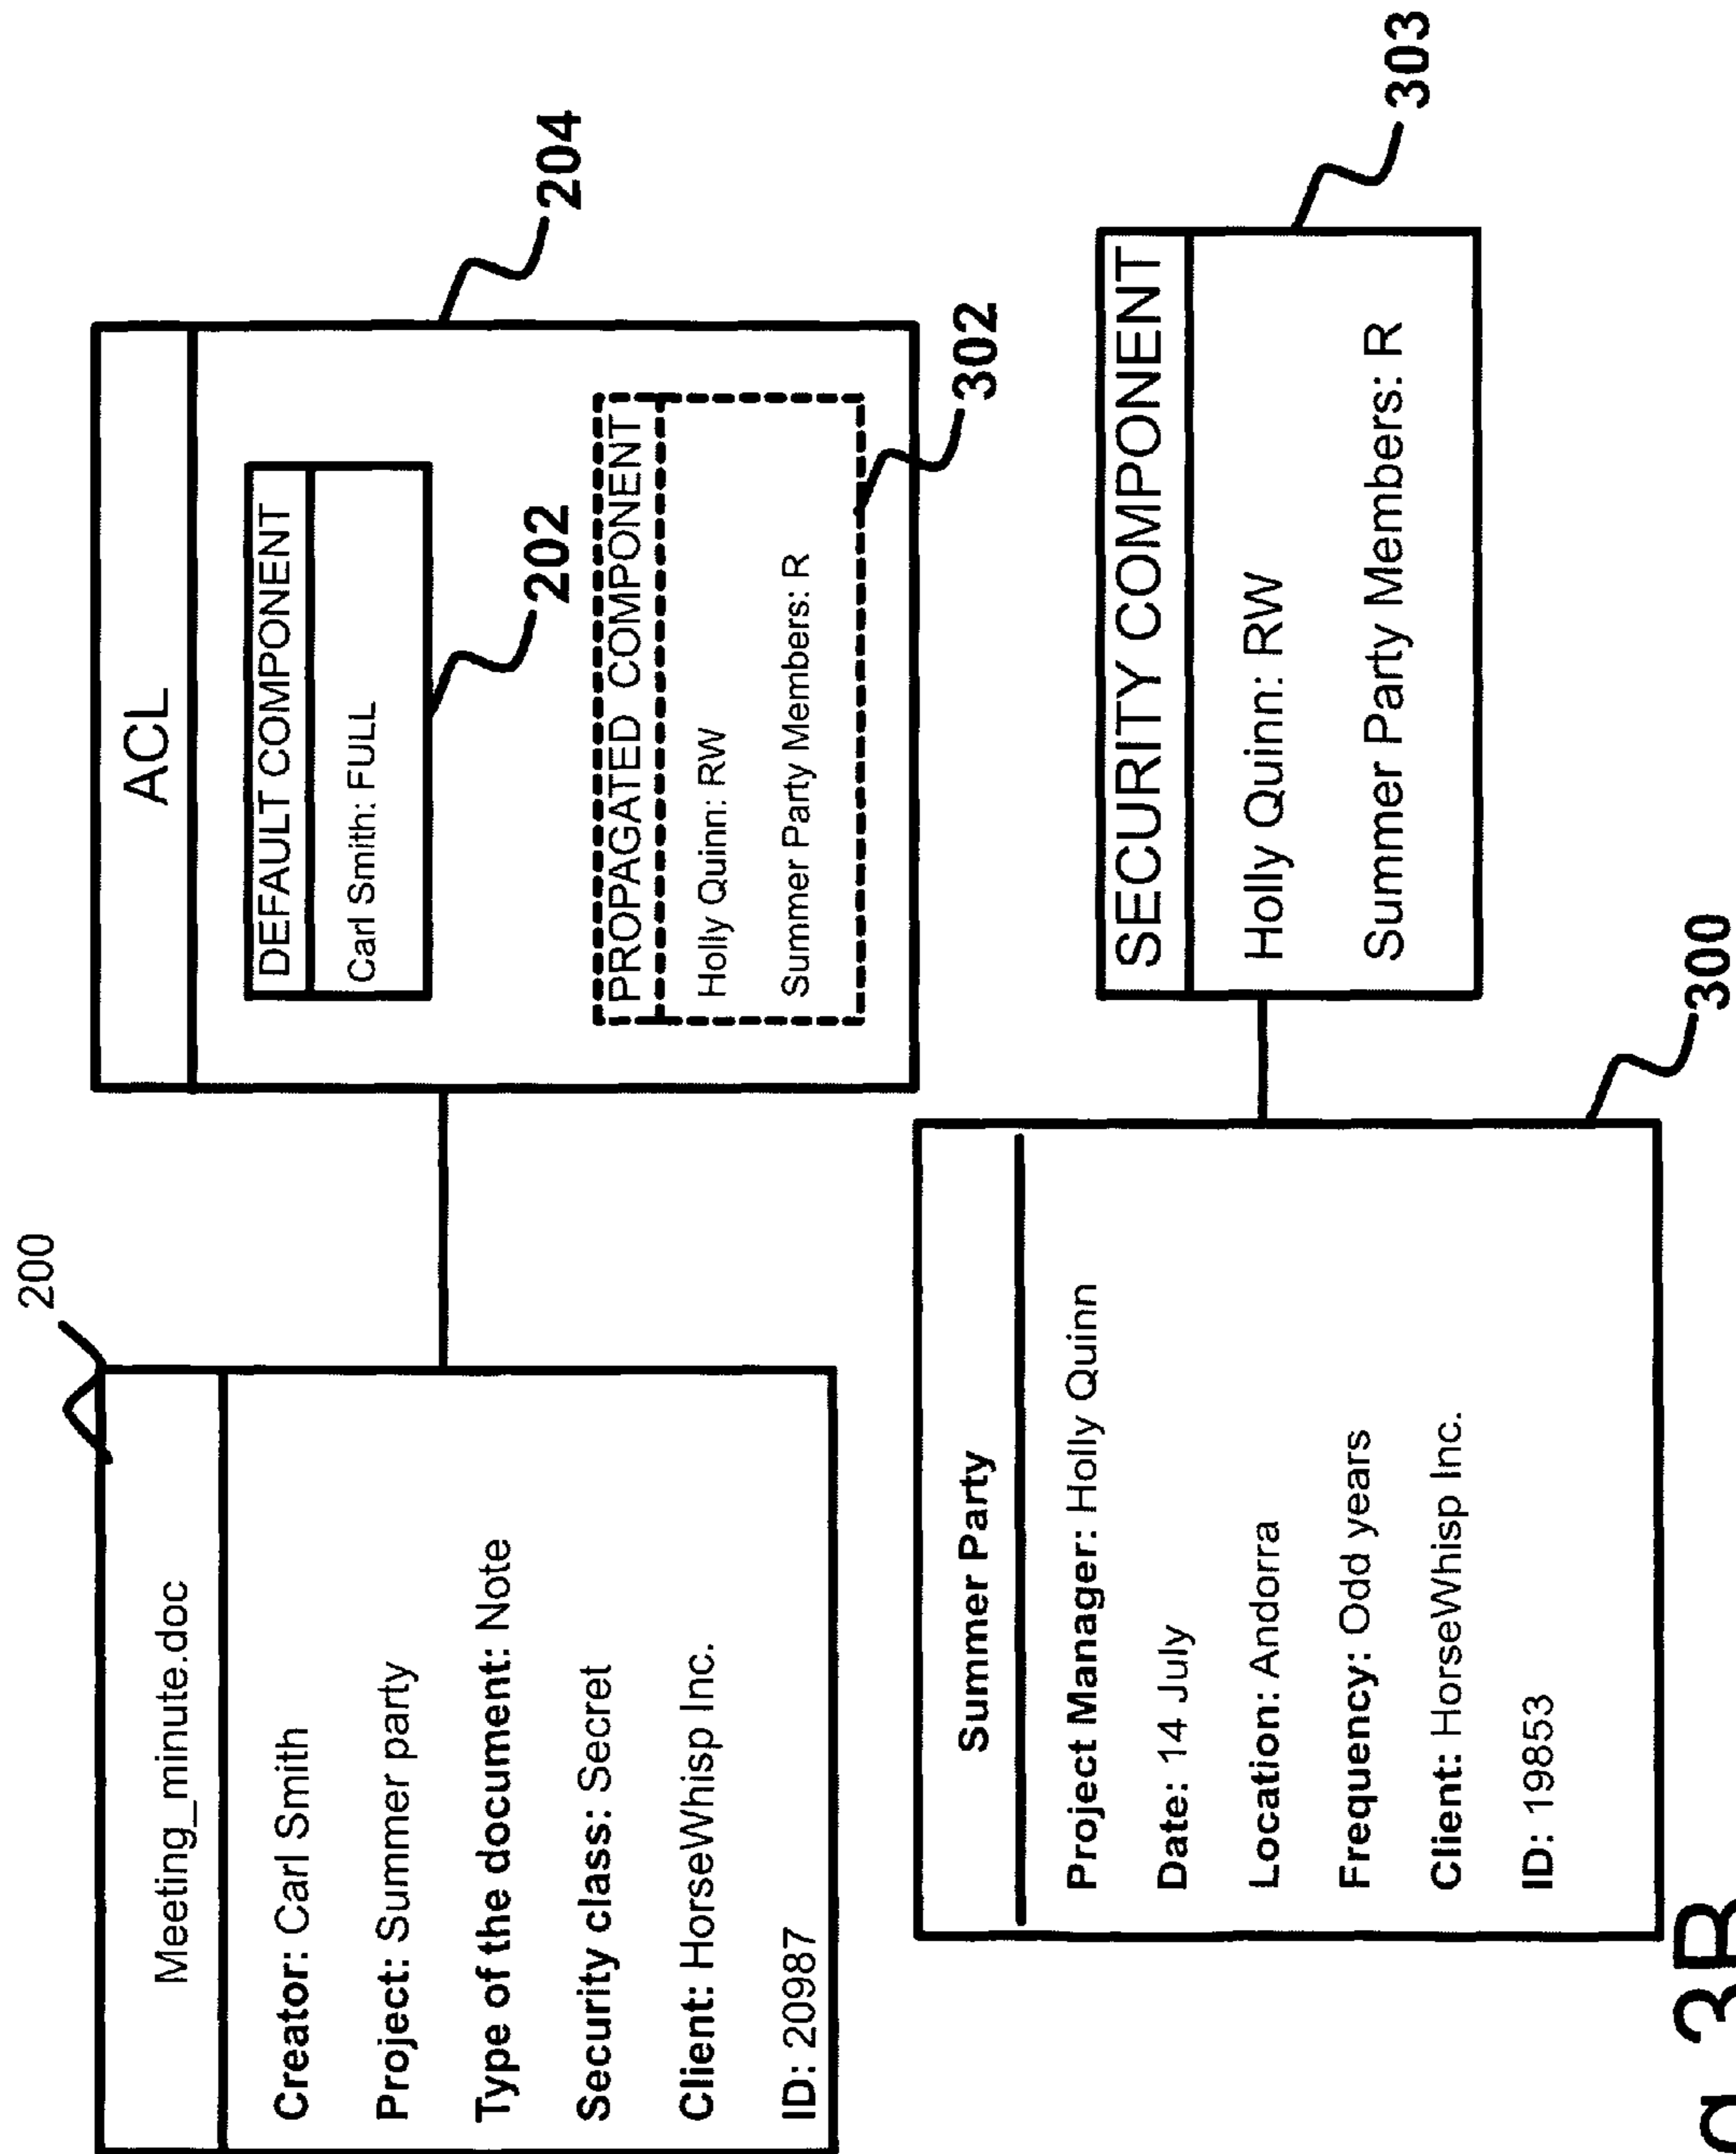 200
Meeting_minute.doc
Creator: Carl Smith
Project: Summer party
Type of the document: Note
Security class: Secret
Client: HorseWhisp Inc.
ID: 20987
ACL
DEFAULT COMPONENT
Carl Smith: FULL
202
PROPAGATED COMPONENT
Holly Quinn: RW
Summer Party Members: R
302
204
Summer Party
Project Manager: Holly Quinn
Date: 14 July
Location: Andorra
Frequency: Odd years
Client: HorseWhisp Inc.
ID: 19853
300
SECURITY COMPONENT
Holly Quinn: RW
Summer Party Members: R
303
g 3B